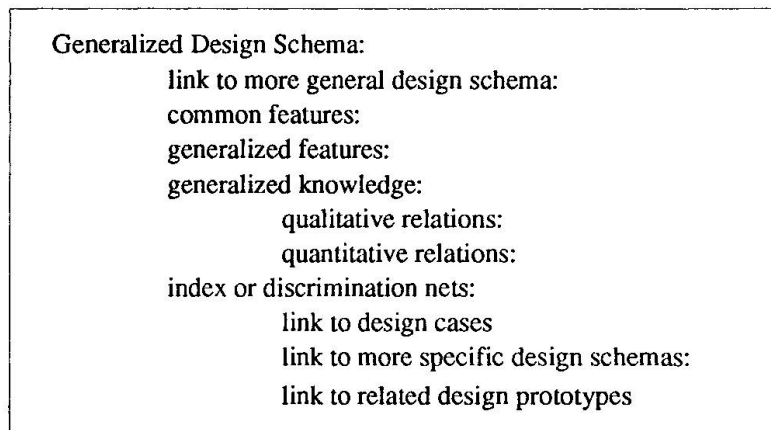 Generalized Design Schema:
link to more general design schema:
common features:
generalized features:
generalized knowledge:
qualitative relations:
quantitative relations:
index or discrimination nets:
link to design cases
link to more specific design schemas:
link to related design prototypes